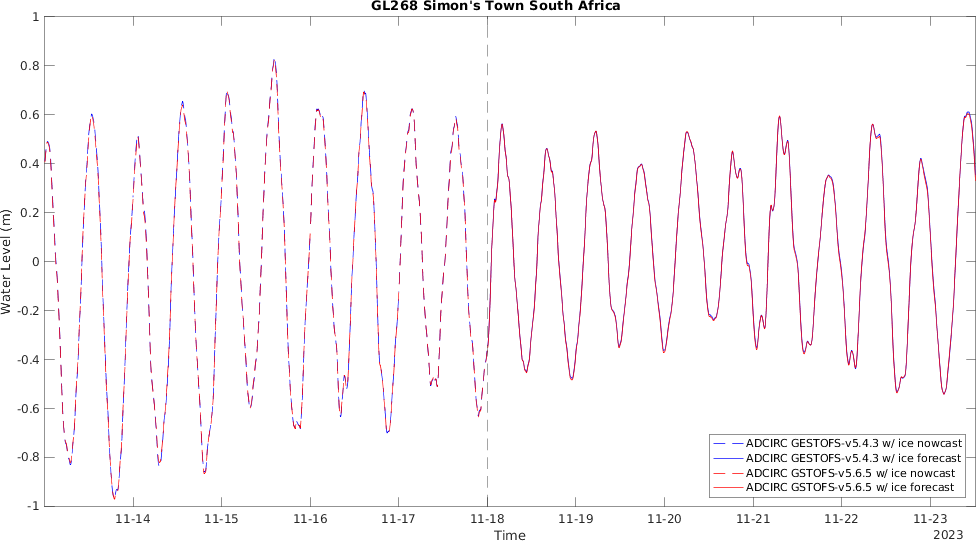 GL268 Simon's Town South Africa
Water Level (m)
1
0.8
0.6
0.4
0.2
0
-0.2
-0.4
-0.6
-0.8
-1
ADCIRC GESTOFS-v5.4.3 w/ ice nowcast
ADCIRC GESTOFS-v5.4.3 w/ ice forecast
ADCIRC GSTOFS-v5.6.5 w/ ice nowcast
ADCIRC GSTOFS-v5.6.5 w/ ice forecast
11-14 11-15 11-16 11-17 11-18 11-19 11-20 11-21 11-22 11-23
Time
2023